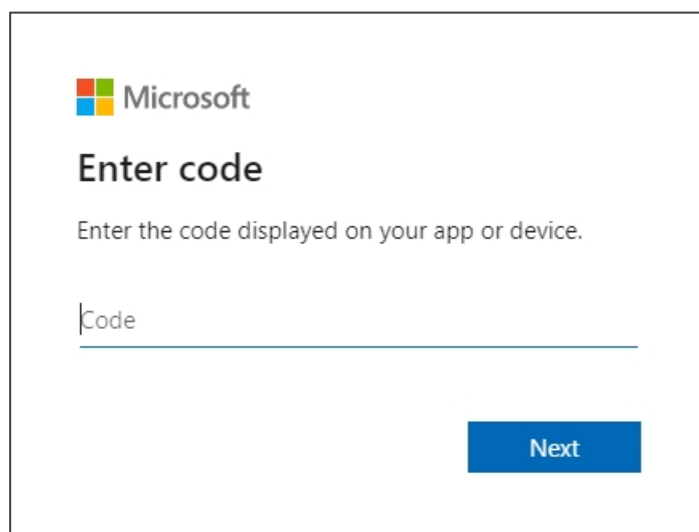 Microsoft
Enter code
Enter the code displayed on your app or device.
Code
Next